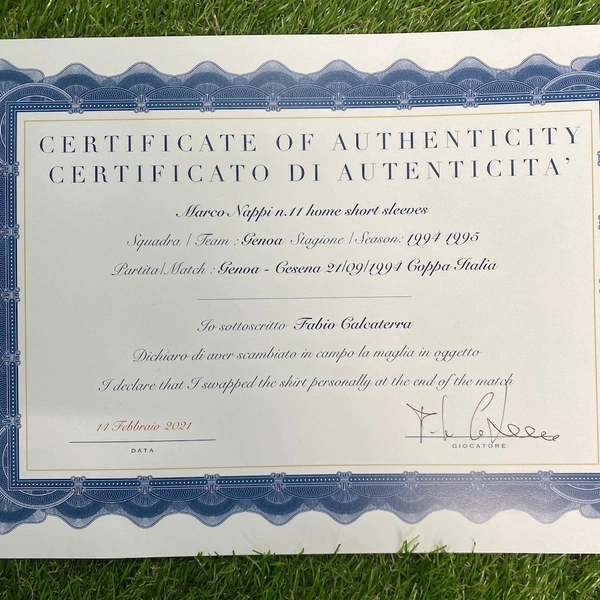 CERTIFICATE OF AUTHENTICITY
CERTIFICATO DI AUTENTICITA'
Marco Nappi n.11 home short sleeves
Squadra | Team : Genoa Stagione | Season: 1994 1995
Partita | Match : Genoa - Cesena 21/09/1994 Coppa Italia
Io sottoscritto Fabio Calcaterra
Dichiaro di aver scambiato in campo la maglia in oggetto
I declare that I swapped the shirt personally at the end of the match
14 Febbraio 2021
DATA
GIOCATORE